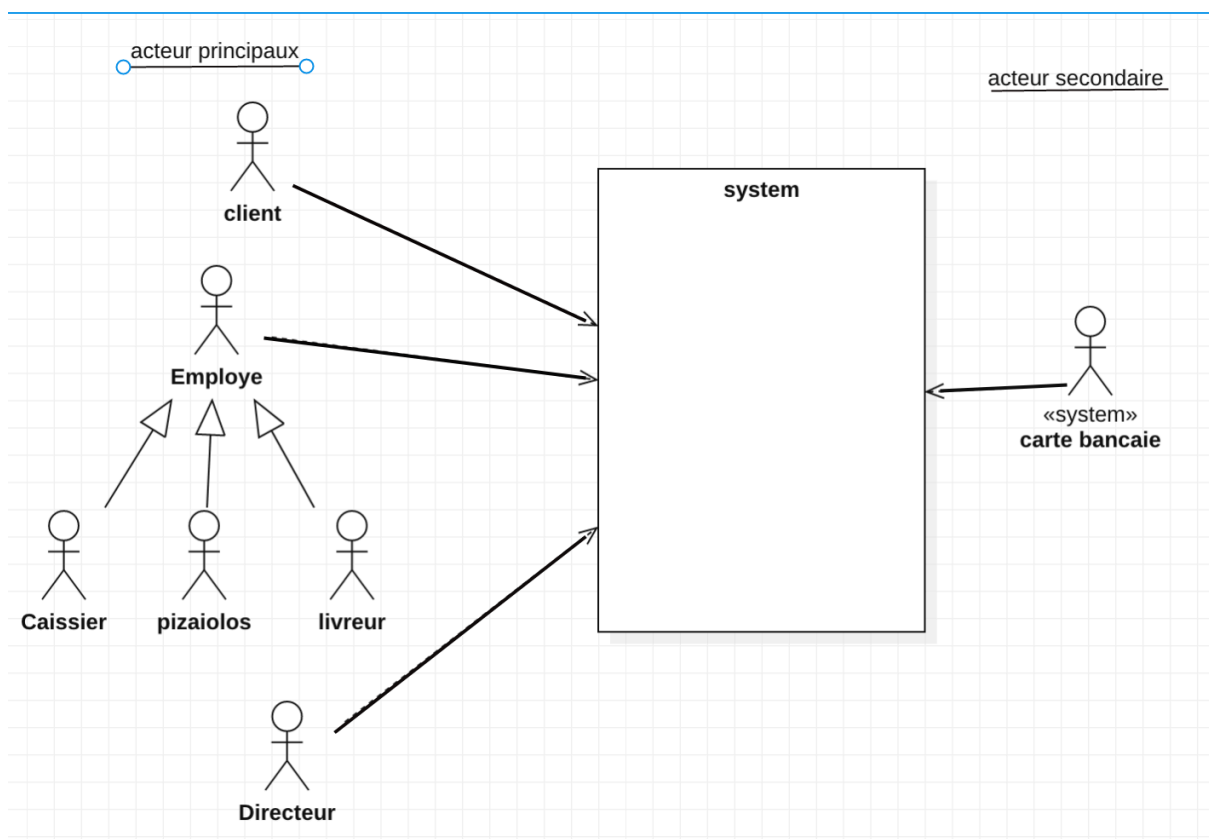 acteur principaux
acteur secondaire
system
client
Employe
«system»
carte bancaie
Caissier
pizaiolos
livreur
Directeur